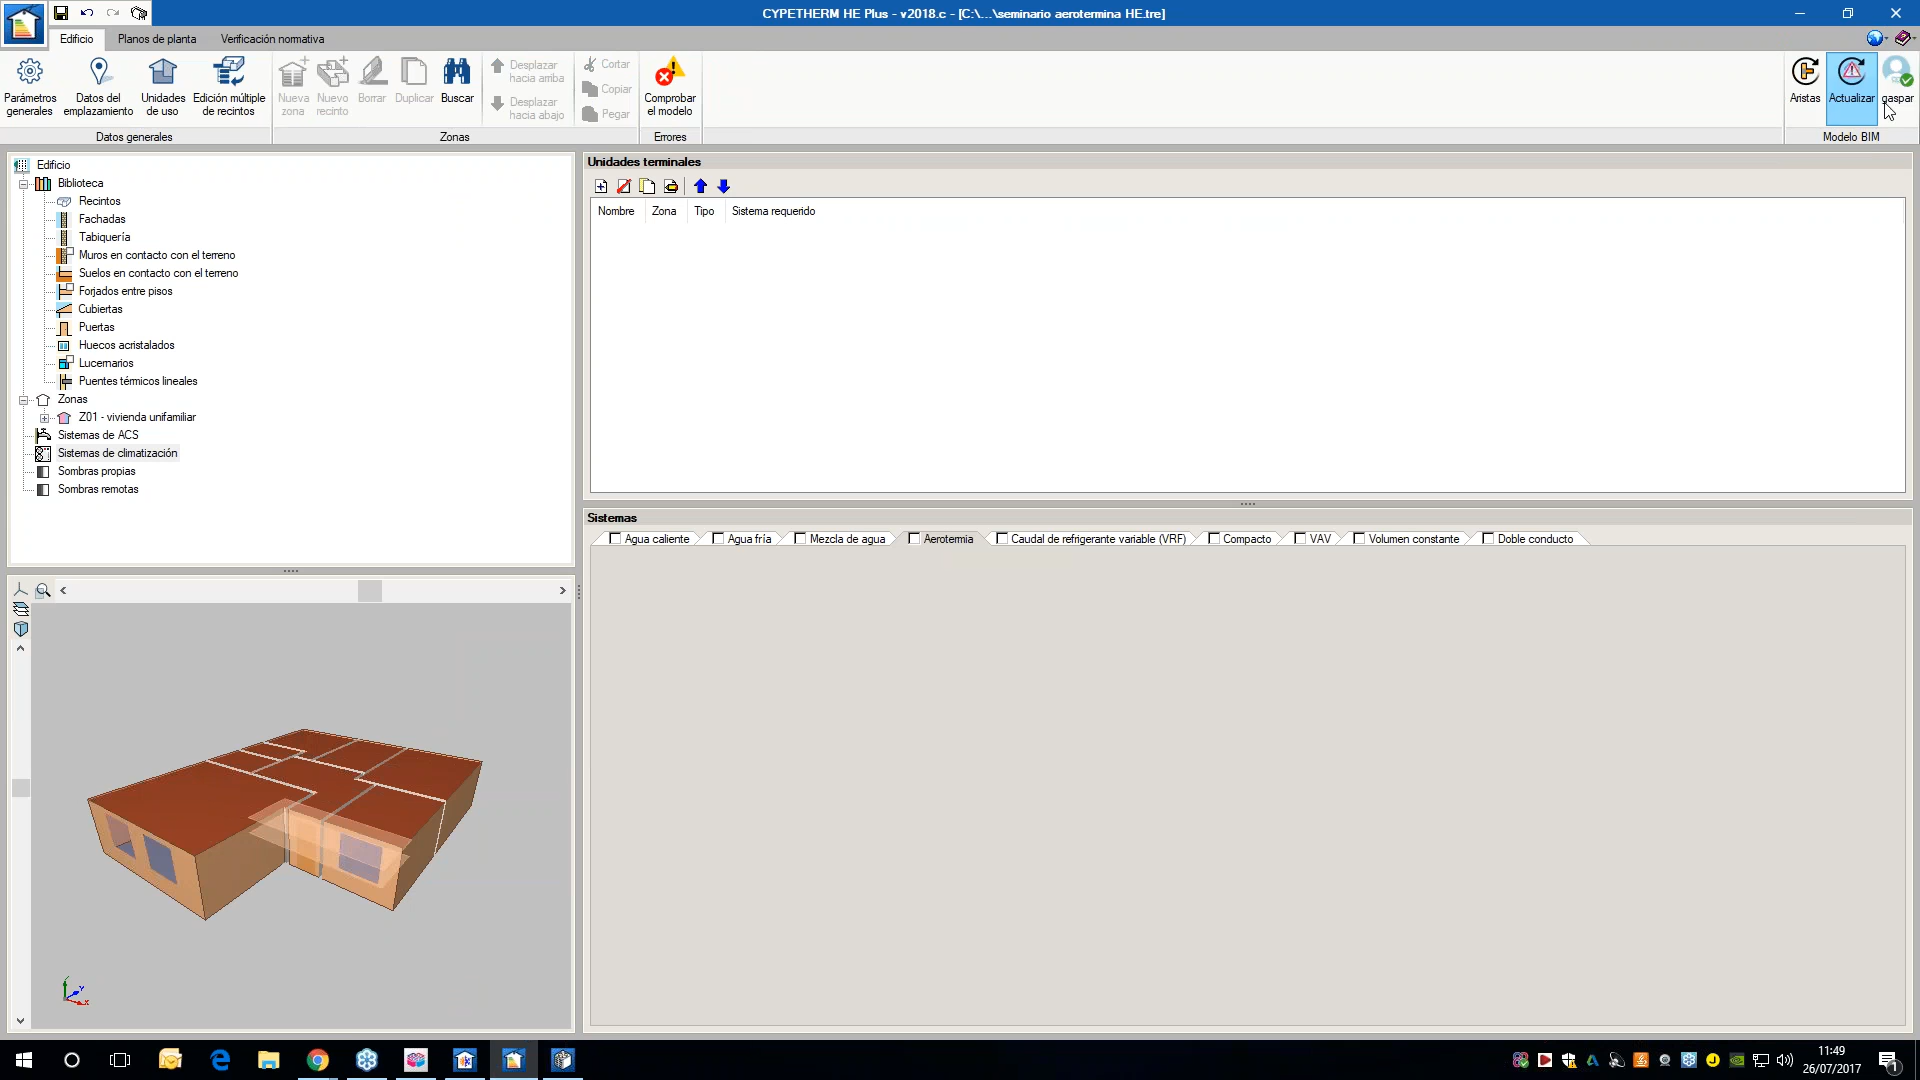 CYPETHERM HE Plus - v2018.c - [C:\...\seminario aerotermina HE.tre]
Edificio
Planos de planta
Verificación normativa
Parámetros generales
Datos del emplazamiento
Unidades de uso
Edición múltiple de recintos
Nueva zona
Nuevo recinto
Borrar
Duplicar
Buscar
Desplazar hacia arriba
Desplazar hacia abajo
Cortar
Copiar
Pegar
Comprobar el modelo
Aristas
Actualizar
gaspar
Datos generales
Zonas
Errores
Modelo BIM
Edificio
Biblioteca
Recintos
Fachadas
Tabiquería
Muros en contacto con el terreno
Suelos en contacto con el terreno
Forjados entre pisos
Cubiertas
Puertas
Huecos acristalados
Lucernarios
Puentes térmicos lineales
Zonas
Z01 - vivienda unifamiliar
Sistemas de ACS
Sistemas de climatización
Sombras propias
Sombras remotas
Unidades terminales
Nombre Zona Tipo Sistema requerido
Sistemas
Agua caliente Agua fría Mezcla de agua Aerotermia Caudal de refrigerante variable (VRF) Compacto VAV Volumen constante Doble conducto
11:49
26/07/2017